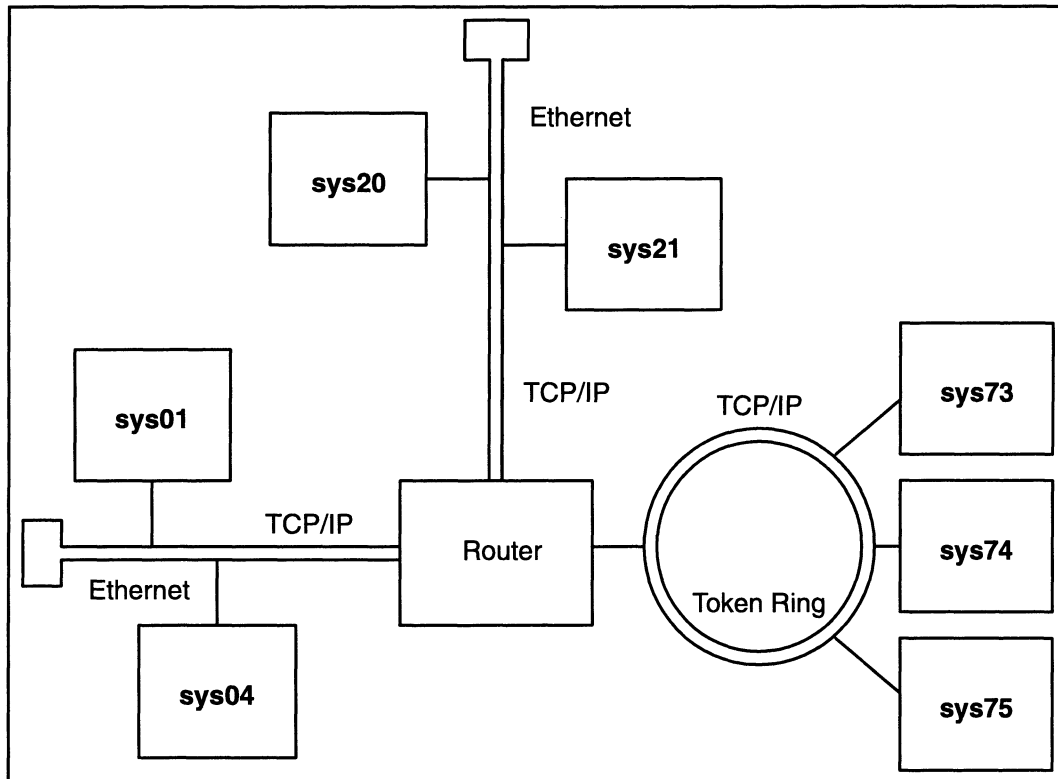 Ethernet
sys20
sys21
TCP/IP
TCP/IP
sys73
sys01
TCP/IP
Router
sys74
Ethernet
Token Ring
sys04
sys75